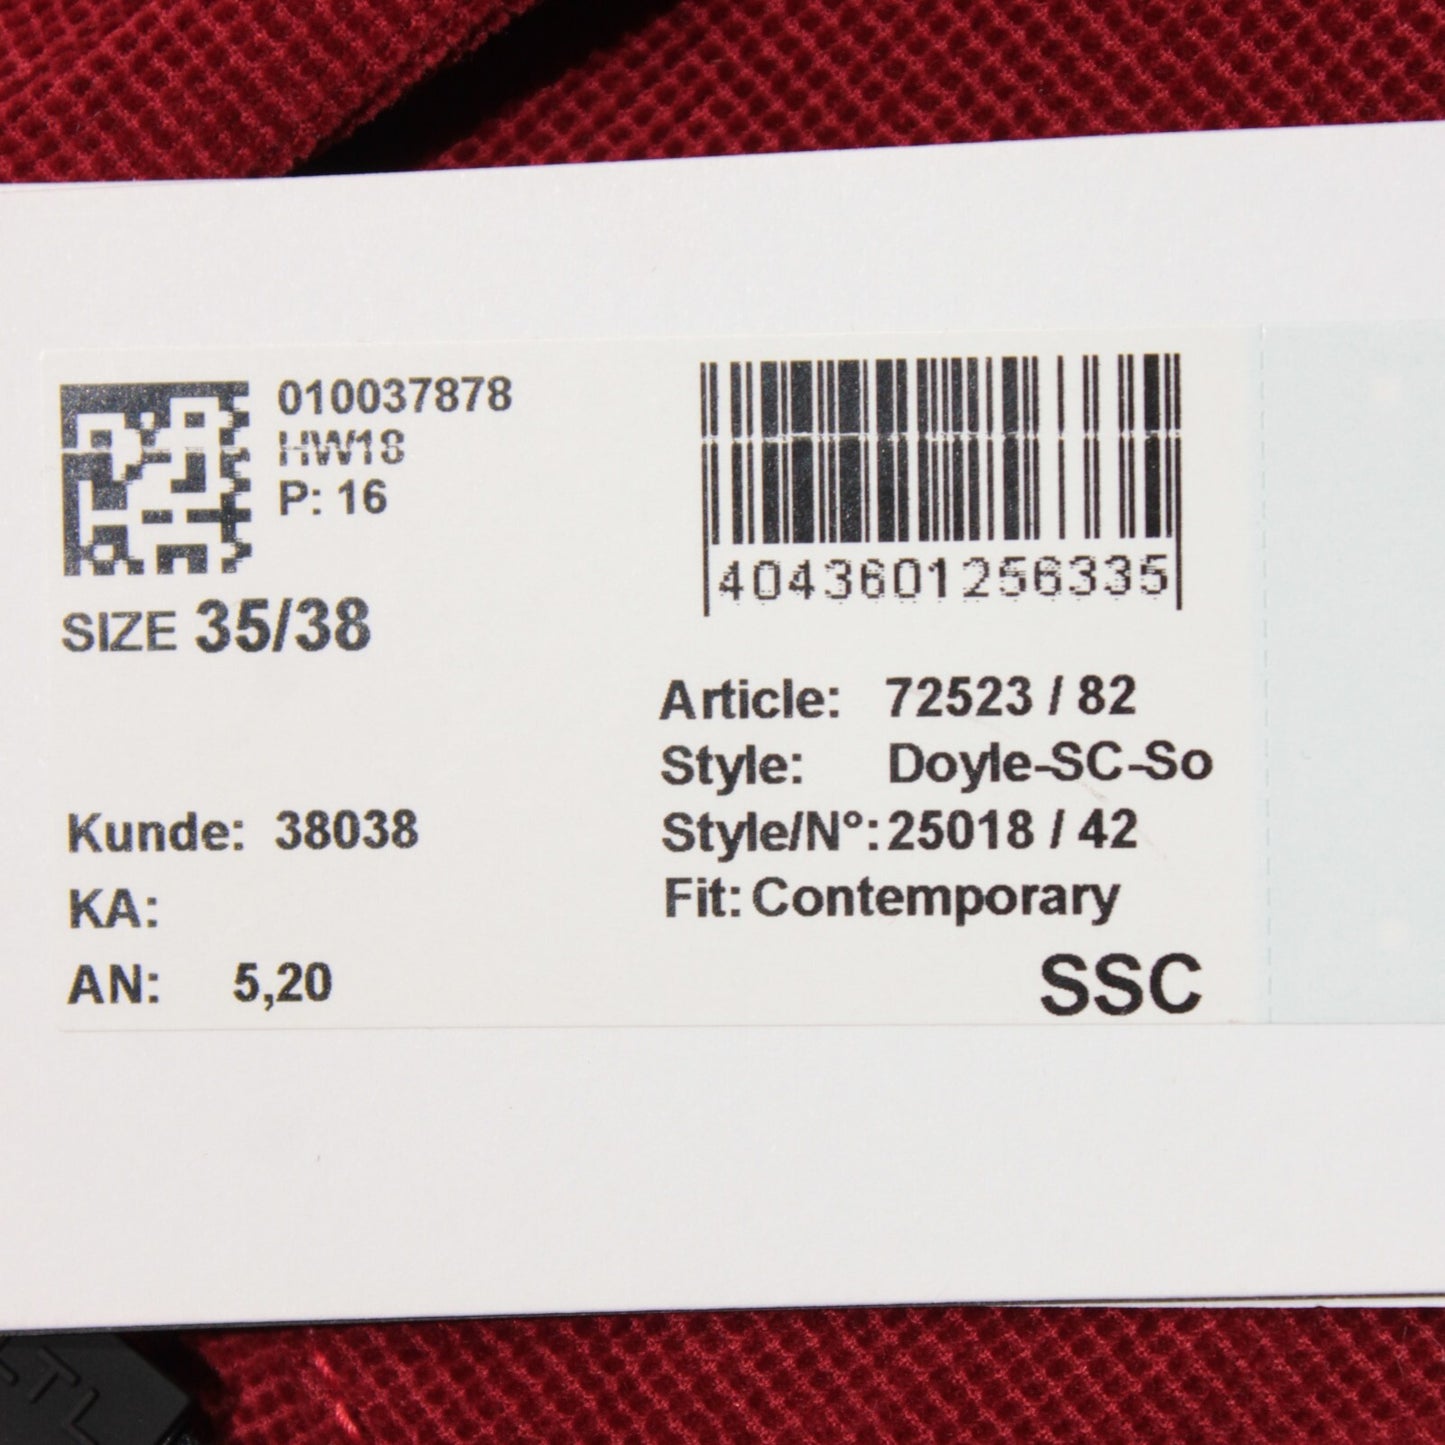 010037878
HW18
P: 16
SIZE 35/38
4043601256335
Article: 72523 / 82
Style: Doyle-SC-So
Kunde: 38038
Style/N°: 25018 / 42
KA:
Fit: Contemporary
AN: 5,20
SSC